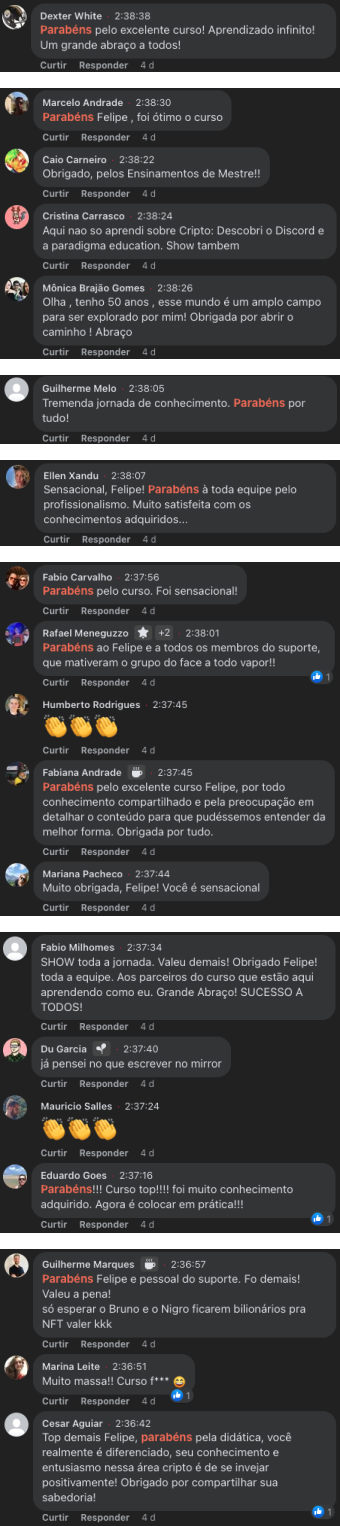 Dexter White · 2:38:38
Parabéns pelo excelente curso! Aprendizado infinito!
Um grande abraço a todos!
Curtir Responder 4 d
Marcelo Andrade · 2:38:30
Parabéns Felipe , foi ótimo o curso
Curtir Responder 4 d
Caio Carneiro · 2:38:22
Obrigado, pelos Ensinamentos de Mestre!!
Curtir Responder 4 d
Cristina Carrasco · 2:38:24
Aqui nao so aprendi sobre Cripto: Descobri o Discord e
a paradigma education. Show tambem
Curtir Responder 4 d
Mônica Brajão Gomes · 2:38:26
Olha , tenho 50 anos , esse mundo é um amplo campo
para ser explorado por mim! Obrigada por abrir o
caminho ! Abraço
Curtir Responder 4 d
Guilherme Melo · 2:38:05
Tremenda jornada de conhecimento. Parabéns por
tudo!
Curtir Responder 4 d
Ellen Xandu · 2:38:07
Sensacional, Felipe! Parabéns à toda equipe pelo
profissionalismo. Muito satisfeita com os
conhecimentos adquiridos...
Curtir Responder 4 d
Fabio Carvalho · 2:37:56
Parabéns pelo curso. Foi sensacional!
Curtir Responder 4 d
Rafael Meneguzzo +2 · 2:38:01
Parabéns ao Felipe e a todos os membros do suporte,
que mativeram o grupo do face a todo vapor!!
Curtir Responder 4 d 1
Humberto Rodrigues · 2:37:45
👏👏👏
Curtir Responder 4 d
Fabiana Andrade · 2:37:45
Parabéns pelo excelente curso Felipe, por todo
conhecimento compartilhado e pela preocupação em
detalhar o conteúdo para que pudéssemos entender da
melhor forma. Obrigada por tudo.
Curtir Responder 4 d
Mariana Pacheco · 2:37:44
Muito obrigada, Felipe! Você é sensacional
Curtir Responder 4 d
Fabio Milhomes · 2:37:34
SHOW toda a jornada. Valeu demais! Obrigado Felipe!
toda a equipe. Aos parceiros do curso que estão aqui
aprendendo como eu. Grande Abraço! SUCESSO A
TODOS!
Curtir Responder 4 d
Du Garcia · 2:37:40
já pensei no que escrever no mirror
Curtir Responder 4 d
Mauricio Salles · 2:37:24
👏👏👏
Curtir Responder 4 d
Eduardo Goes · 2:37:16
Parabéns!!! Curso top!!!! foi muito conhecimento
adquirido. Agora é colocar em prática!!!
Curtir Responder 4 d 1
Guilherme Marques · 2:36:57
Parabéns Felipe e pessoal do suporte. Fo demais!
Valeu a pena!
só esperar o Bruno e o Nigro ficarem bilionários pra
NFT valer kkk
Curtir Responder 4 d
Marina Leite · 2:36:51
Muito massa!! Curso f*** 😅
Curtir Responder 4 d 1
Cesar Aguiar · 2:36:42
Top demais Felipe, parabéns pela didática, você
realmente é diferenciado, seu conhecimento e
entusiasmo nessa área cripto é de se invejar
positivamente! Obrigado por compartilhar sua
sabedoria!
Curtir Responder 4 d 1